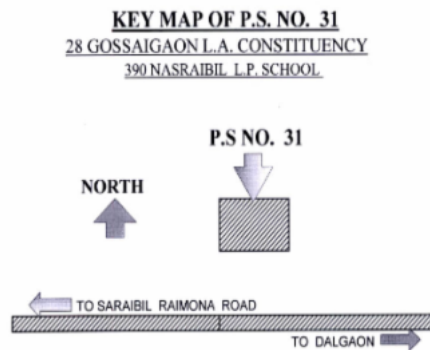 KEY MAP OF P.S. NO. 31
28 GOSSAIGAON L.A. CONSTITUENCY
390 NASRAIBIL L.P. SCHOOL
P.S NO. 31
NORTH
TO SARAIBIL RAIMONA ROAD
TO DALGAON